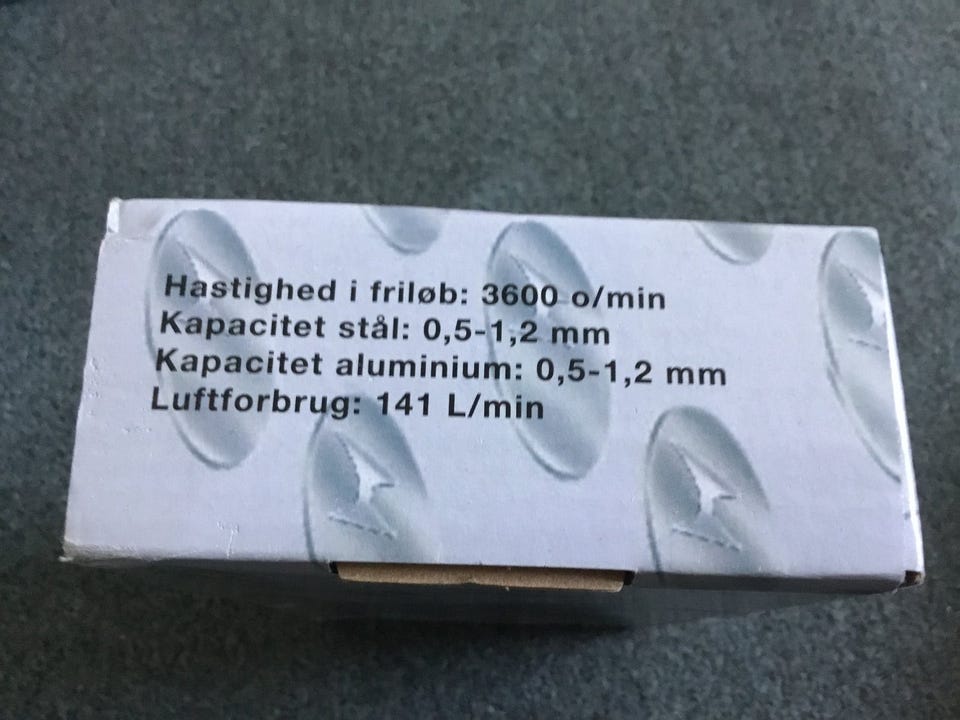 Hastighed i friløb: 3600 o/min
Kapacitet stål: 0,5-1,2 mm
Kapacitet aluminium: 0,5-1,2 mm
Luftforbrug: 141 L/min